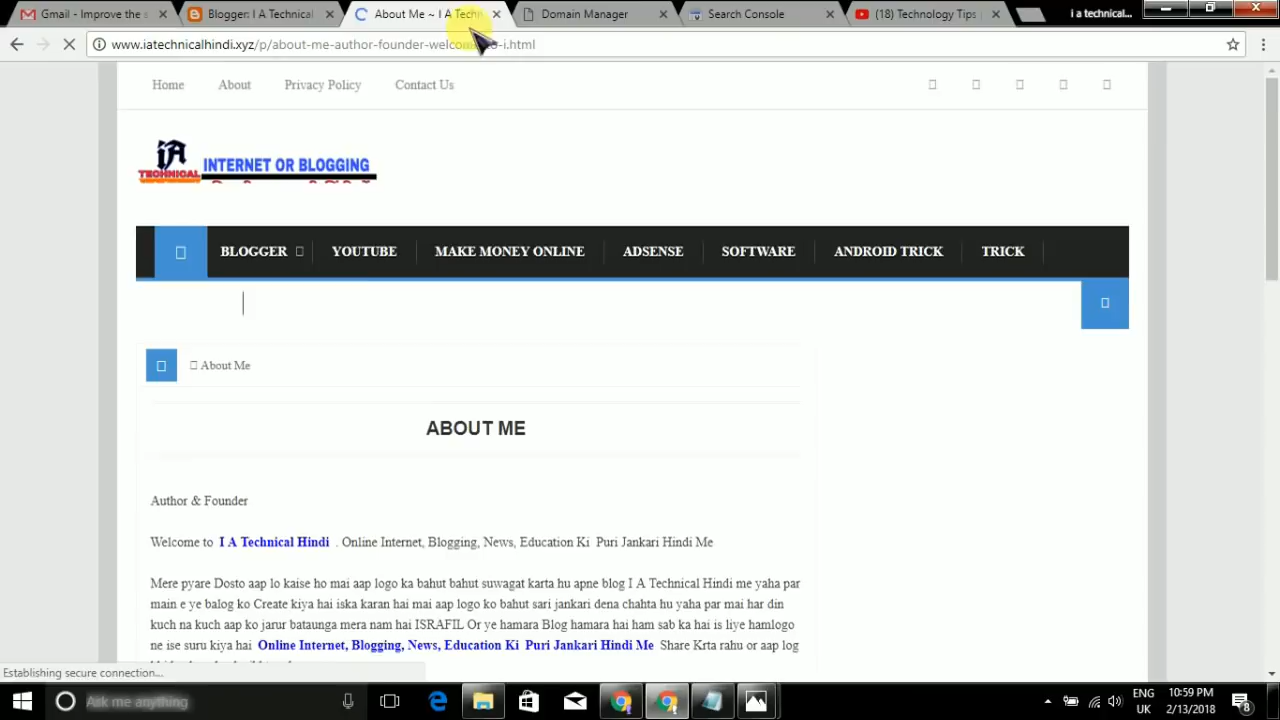 Gmail - Improve the s
Blogger: I A Technical
About Me ~ I A Techn
Domain Manager
Search Console
(18) Technology Tips
i a technical...
www.iatechnicalhindi.xyz/p/about-me-author-founder-welcom
-i.html
Home About Privacy Policy Contact Us
iA
TECHNICAL
INTERNET OR BLOGGING
BLOGGER YOUTUBE MAKE MONEY ONLINE ADSENSE SOFTWARE ANDROID TRICK TRICK
About Me
ABOUT ME
Author & Founder
Welcome to I A Technical Hindi . Online Internet, Blogging, News, Education Ki Puri Jankari Hindi Me
Mere pyare Dosto aap lo kaise ho mai aap logo ka bahut bahut suwagat karta hu apne blog I A Technical Hindi me yaha par
main e ye balog ko Create kiya hai iska karan hai mai aap logo ko bahut sari jankari dena chahta hu yaha par mai har din
kuch na kuch aap ko jarur bataunga mera nam hai ISRAFIL Or ye hamara Blog hamara hai ham sab ka hai is liye hamlogo
ne ise suru kiya hai Online Internet, Blogging, News, Education Ki Puri Jankari Hindi Me Share Krta rahu or aap log
Establishing secure connection...
Ask me anything
ENG
UK
10:59 PM
2/13/2018
8